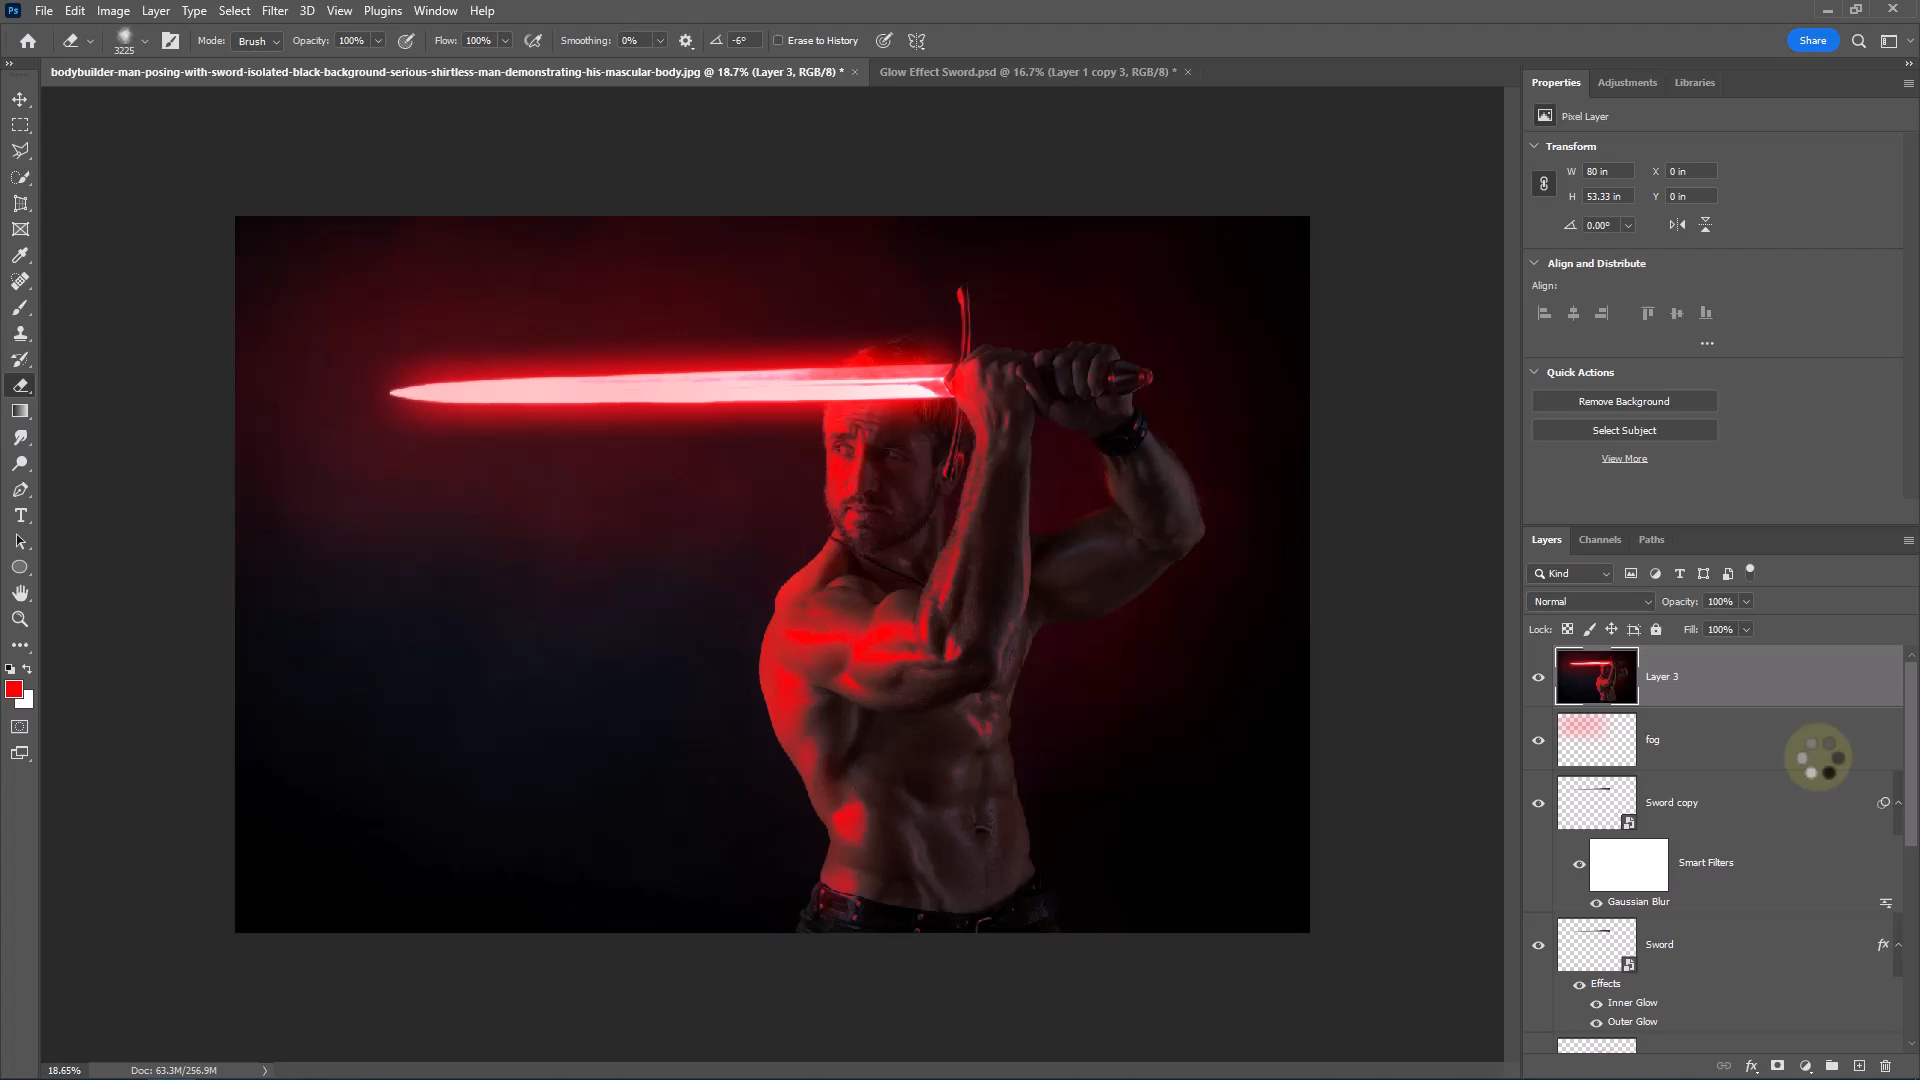 Ps File Edit Image Layer Type Select Filter 3D View Plugins Window Help
3225 Mode: Brush Opacity: 100% Flow: 100% Smoothing: 0% -6° Erase to History Share
bodybuilder-man-posing-with-sword-isolated-black-background-serious-shirtless-man-demonstrating-his-mascular-body.jpg @ 18.7% (Layer 3, RGB/8) * Glow Effect Sword.psd @ 16.7% (Layer 1 copy 3, RGB/8) *
Properties Adjustments Libraries
Pixel Layer
Transform
W 80 in X 0 in
H 53.33 in Y 0 in
0.00°
Align and Distribute
Align:
Quick Actions
Remove Background
Select Subject
View More
Layers Channels Paths
Kind
Normal Opacity: 100%
Lock: Fill: 100%
Layer 3
fog
Sword copy
Smart Filters
Gaussian Blur
Sword fx
Effects
Inner Glow
Outer Glow
fx
18.65% Doc: 63.3M/256.9M